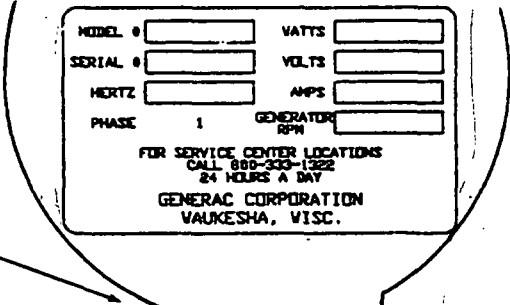 MODEL # WATTS
SERIAL # VOLTS
HERTZ AMPS
PHASE 1 GENERATOR
RPM
FOR SERVICE CENTER LOCATIONS
CALL 800-333-1322
24 HOURS A DAY
GENERAC CORPORATION
WAUKESHA, WISC.